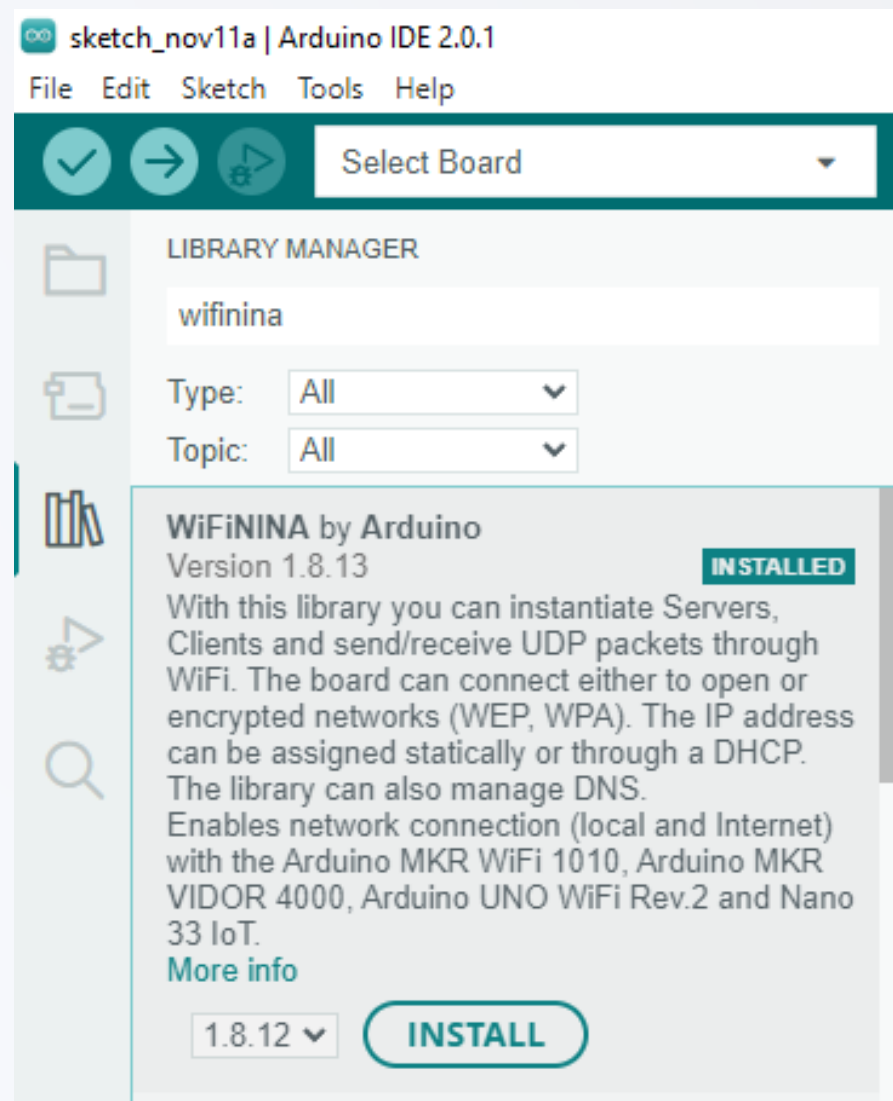 sketch_nov11a | Arduino IDE 2.0.1
File Edit Sketch Tools Help
Select Board
LIBRARY MANAGER
wifinina
Type: All
Topic: All
WiFiNINA by Arduino
Version 1.8.13 INSTALLED
With this library you can instantiate Servers,
Clients and send/receive UDP packets through
WiFi. The board can connect either to open or
encrypted networks (WEP, WPA). The IP address
can be assigned statically or through a DHCP.
The library can also manage DNS.
Enables network connection (local and Internet)
with the Arduino MKR WiFi 1010, Arduino MKR
VIDOR 4000, Arduino UNO WiFi Rev.2 and Nano
33 IoT.
More info
1.8.12 INSTALL